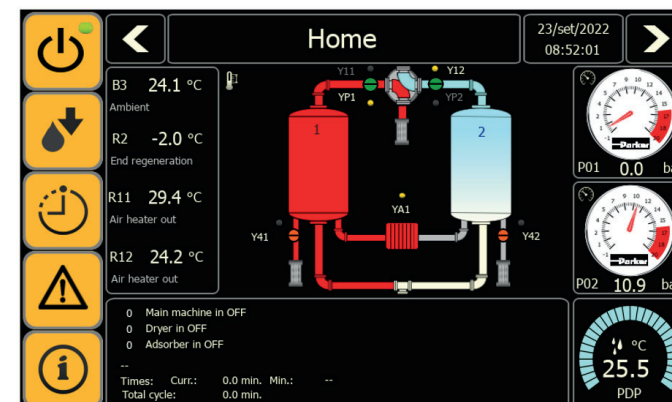 Home
23/set/2022
08:52:01
B3 24.1 °C
Ambient
R2 -2.0 °C
End regeneration
R11 29.4 °C
Air heater out
R12 24.2 °C
Air heater out
Y11
Y12
YP1
YP2
1
2
YA1
Y41
Y42
Parker
P01 0.0 ba
Parker
P02 10.9 ba
°C
25.5
PDP
0 Main machine in OFF
0 Dryer in OFF
0 Adsorber in OFF
--
Times: Curr.: 0.0 min. Min.: --
Total cycle: 0.0 min.